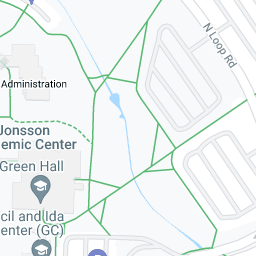 N Loop Rd
Administration
Jonsson
emic Center
Green Hall
cil and Ida
enter (GC)